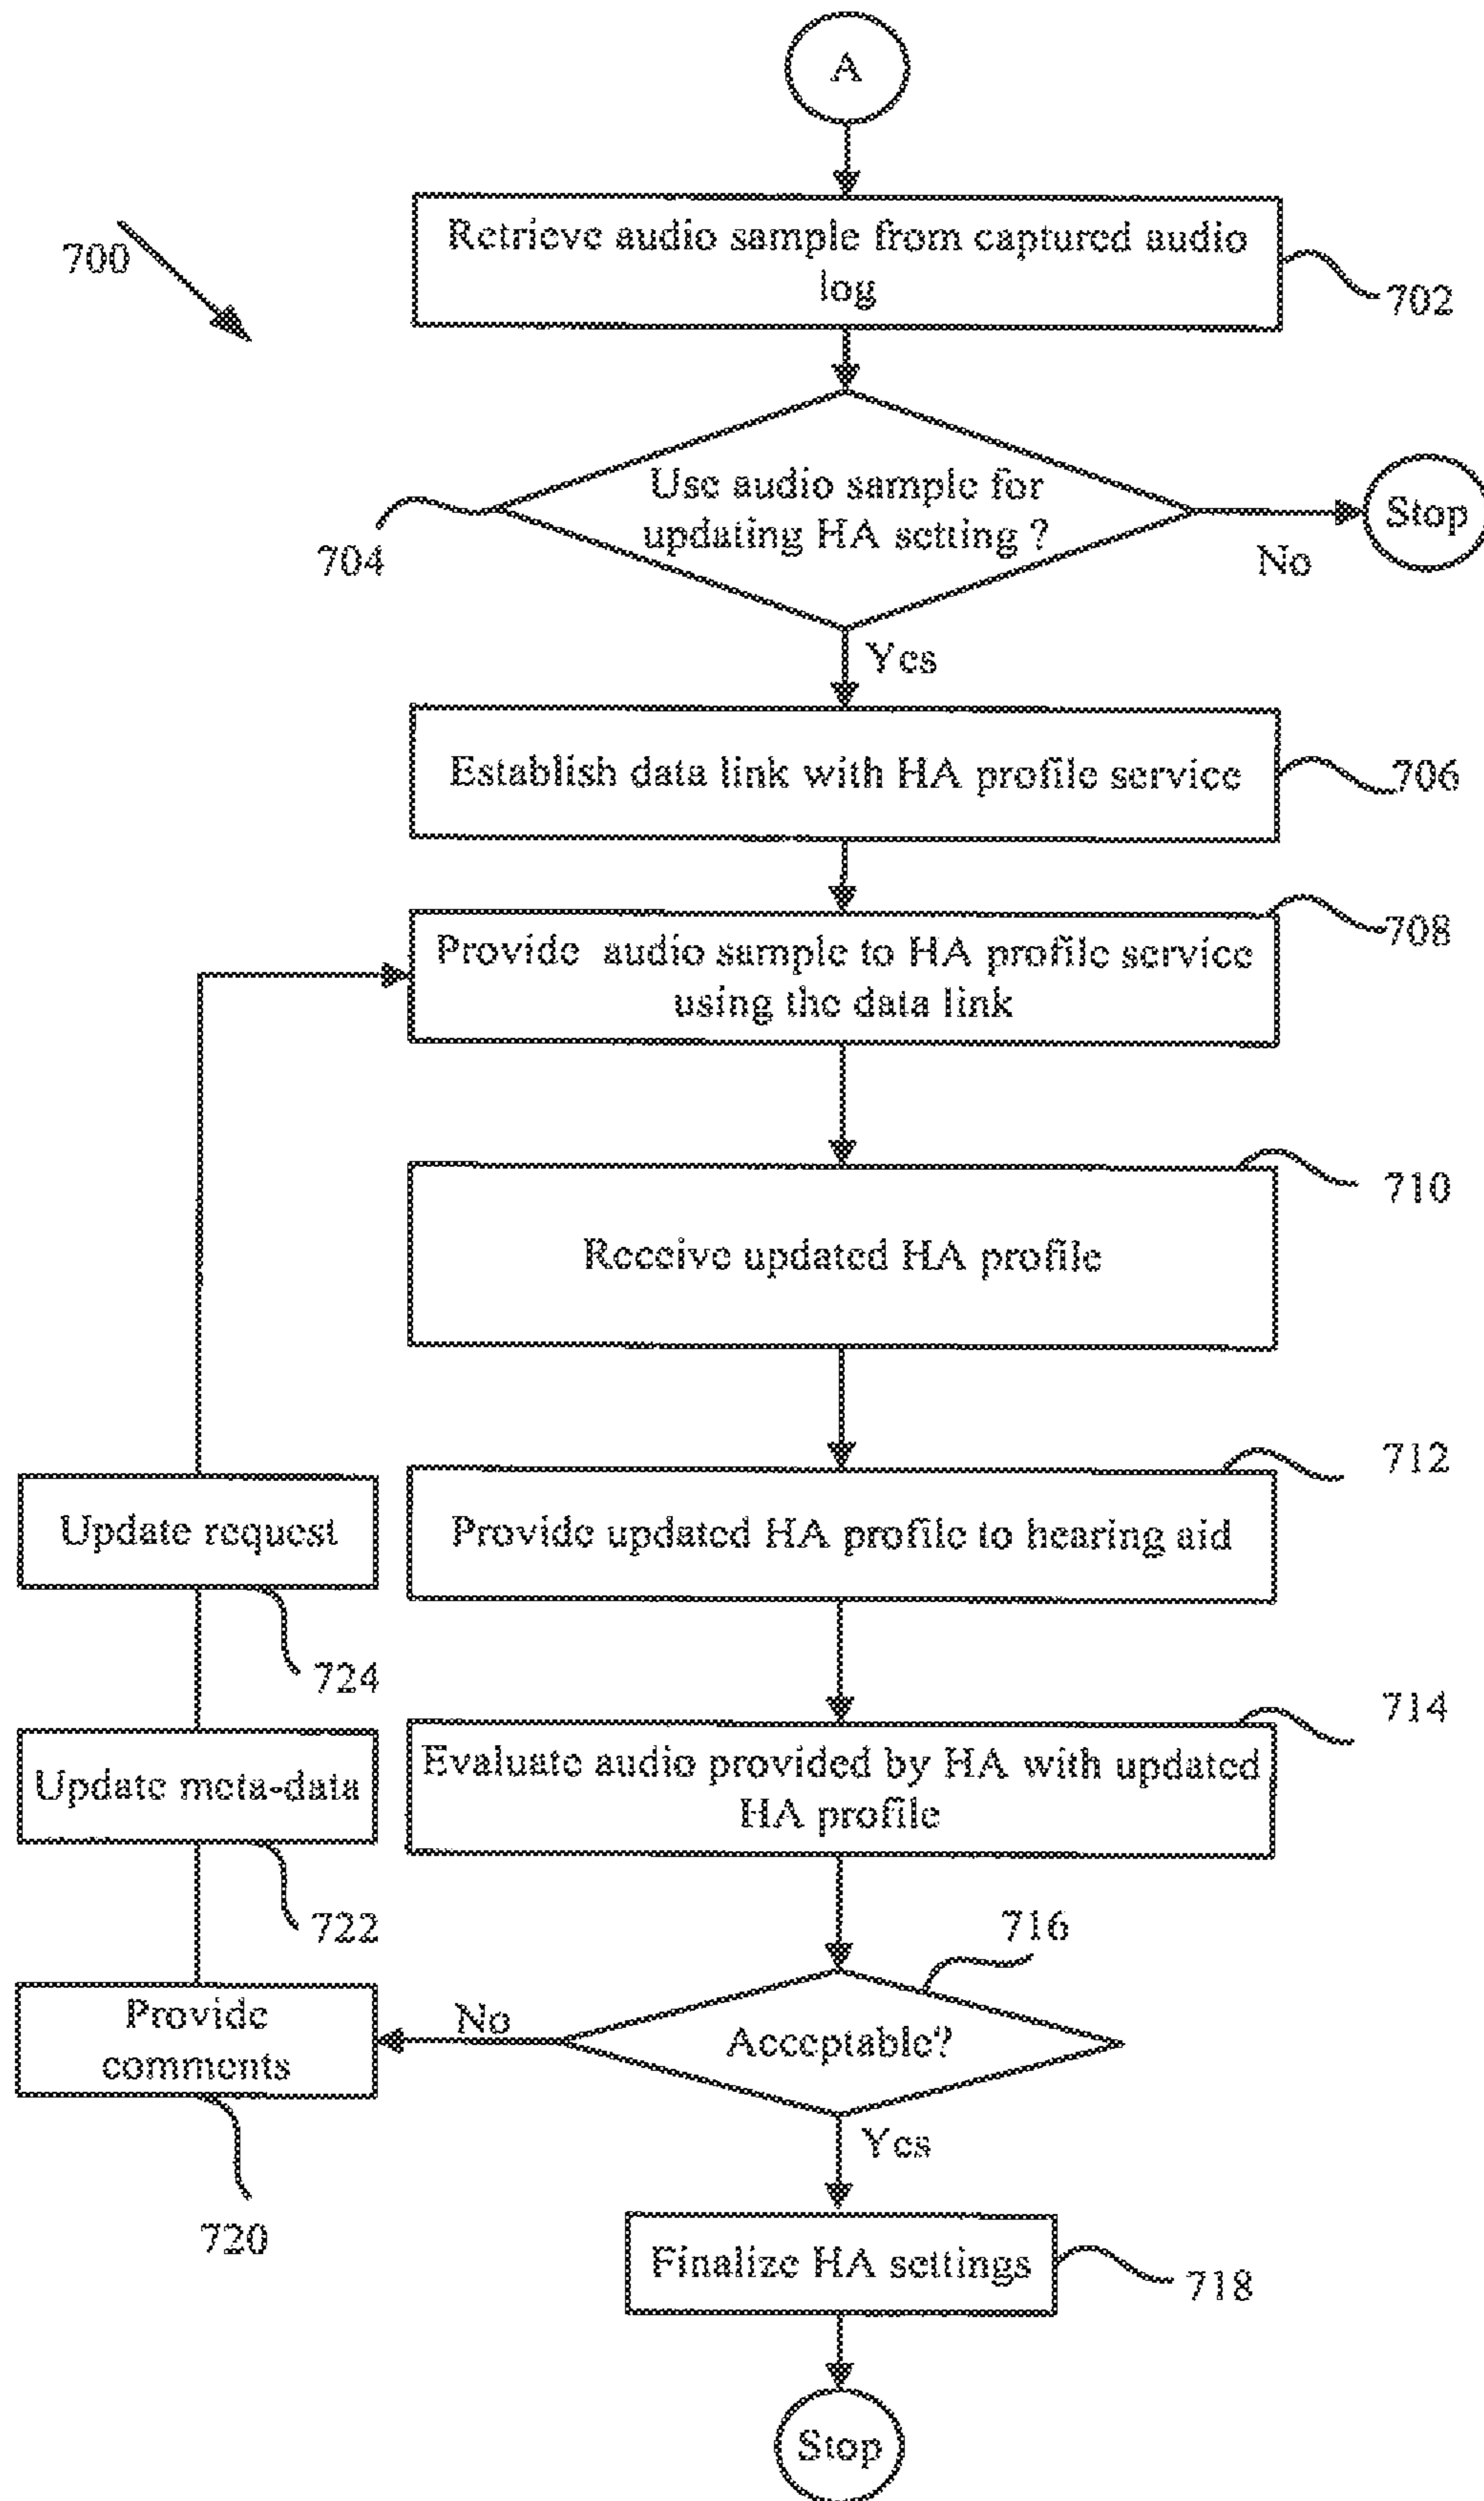 A
Retrieve audio sample from captured audio
log
700
702
Use audio sample for
updating HA setting ?
704
Stop
No
Yes
Establish data link with HA profile service
706
Provide audio sample to HA profile service
using the data link
708
Receive updated HA profile
710
Provide updated HA profile to hearing aid
712
Update request
724
Evaluate audio provided by HA with updated
HA profile
714
Update meta-data
722
716
Acceptable?
No
Provide
comments
720
Yes
Finalize HA settings
718
Stop